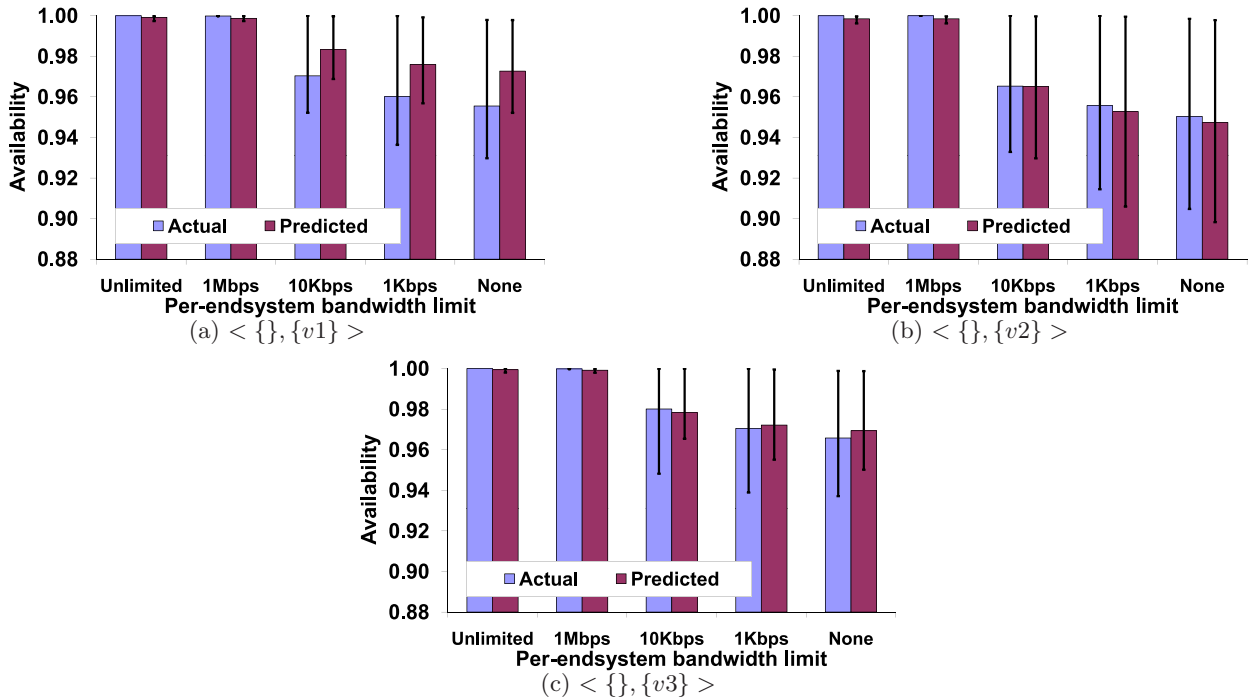 1.00
0.98
0.96
0.94
0.92
0.90
0.88
Availability
Actual Predicted
Unlimited 1Mbps 10Kbps 1Kbps None
Per-endsystem bandwidth limit
(a) < {}, {v1} >
1.00
0.98
0.96
0.94
0.92
0.90
0.88
Availability
Actual Predicted
Unlimited 1Mbps 10Kbps 1Kbps None
Per-endsystem bandwidth limit
(b) < {}, {v2} >
1.00
0.98
0.96
0.94
0.92
0.90
0.88
Availability
Actual Predicted
Unlimited 1Mbps 10Kbps 1Kbps None
Per-endsystem bandwidth limit
(c) < {}, {v3} >